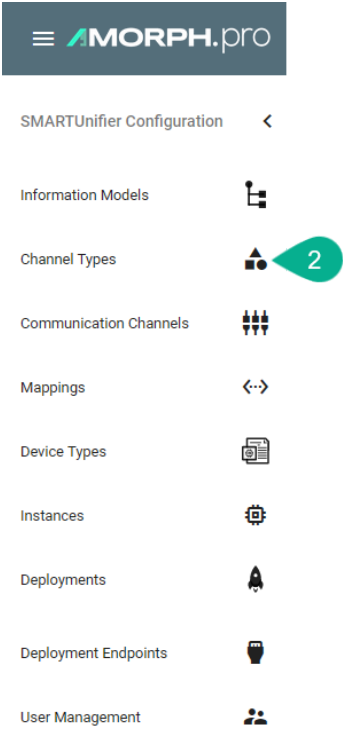 AMORPH.pro
SMARTUnifier Configuration
Information Models
Channel Types
2
Communication Channels
Mappings
Device Types
Instances
Deployments
Deployment Endpoints
User Management